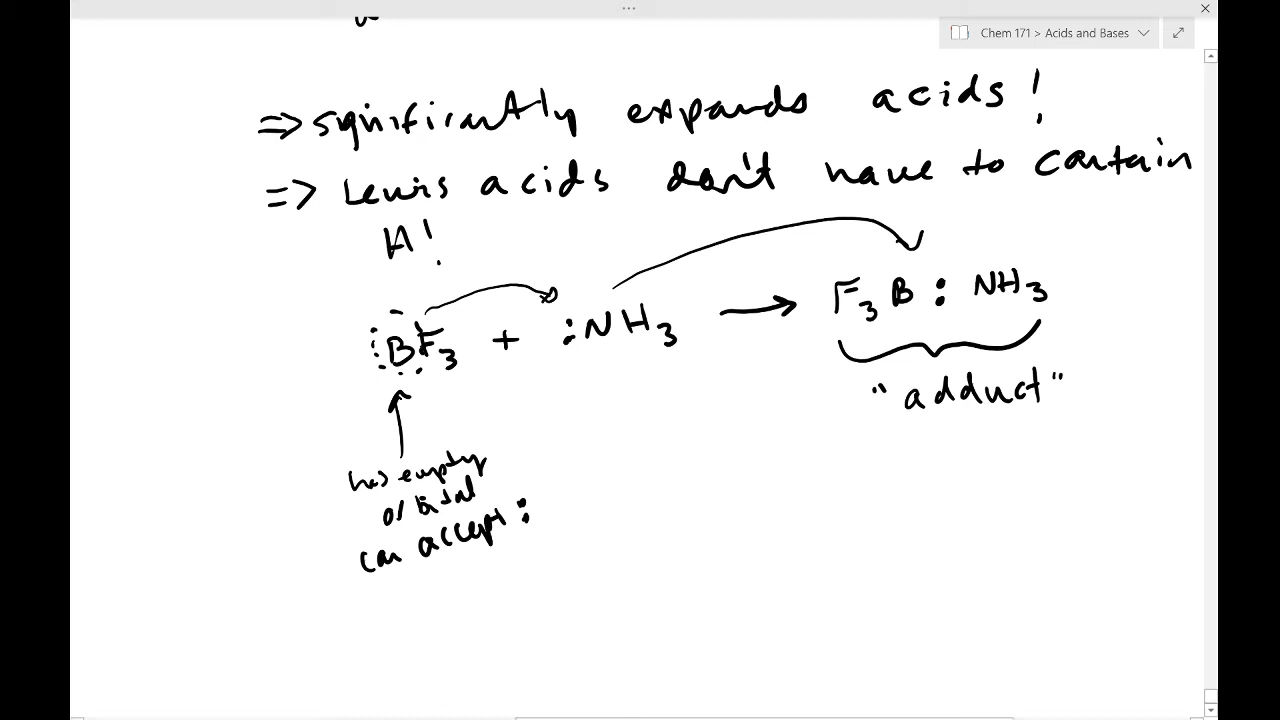 Chem 171 > Acids and Bases
⇒ significantly expands acids!
⇒ Lewis acids don't have to contain
H!
BF3 + :NH3 → F3B : NH3
"adduct"
has empty
orbital
can accept :